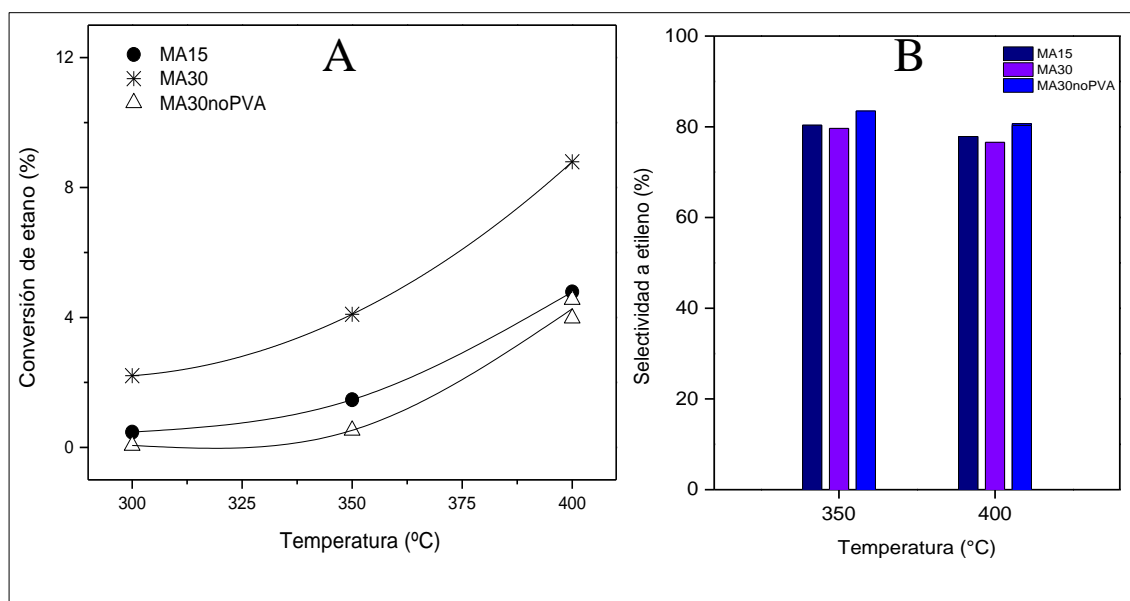 A
MA15
MA30
MA30noPVA
12
8
4
0
Conversión de etano (%)
300
325
350
375
400
Temperatura (ºC)
B
MA15
MA30
MA30noPVA
100
80
60
40
20
0
Selectividad a etileno (%)
350
400
Temperatura (°C)